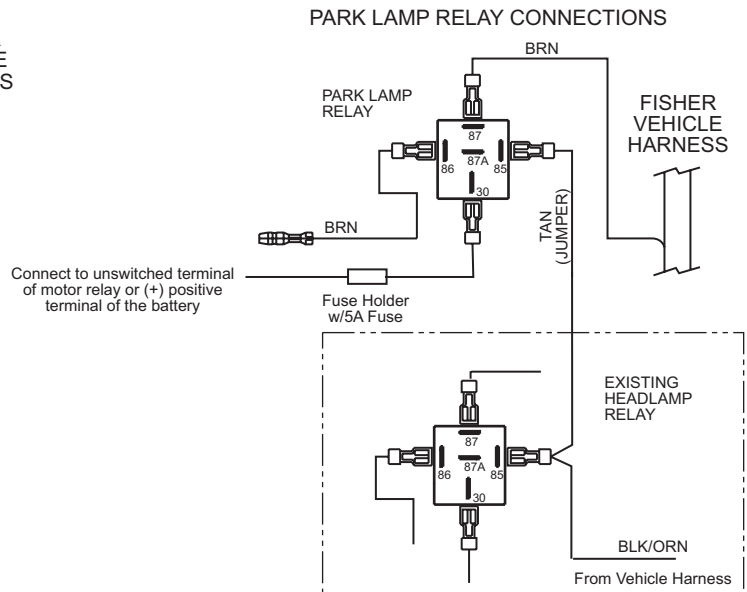 PARK LAMP RELAY CONNECTIONS
E
S
BRN
PARK LAMP
RELAY
FISHER
VEHICLE
HARNESS
87
87A
86
85
30
TAN
(JUMPER)
BRN
Connect to unswitched terminal
of motor relay or (+) positive
terminal of the battery
Fuse Holder
w/5A Fuse
EXISTING
HEADLAMP
RELAY
87
87A
86
85
30
BLK/ORN
From Vehicle Harness